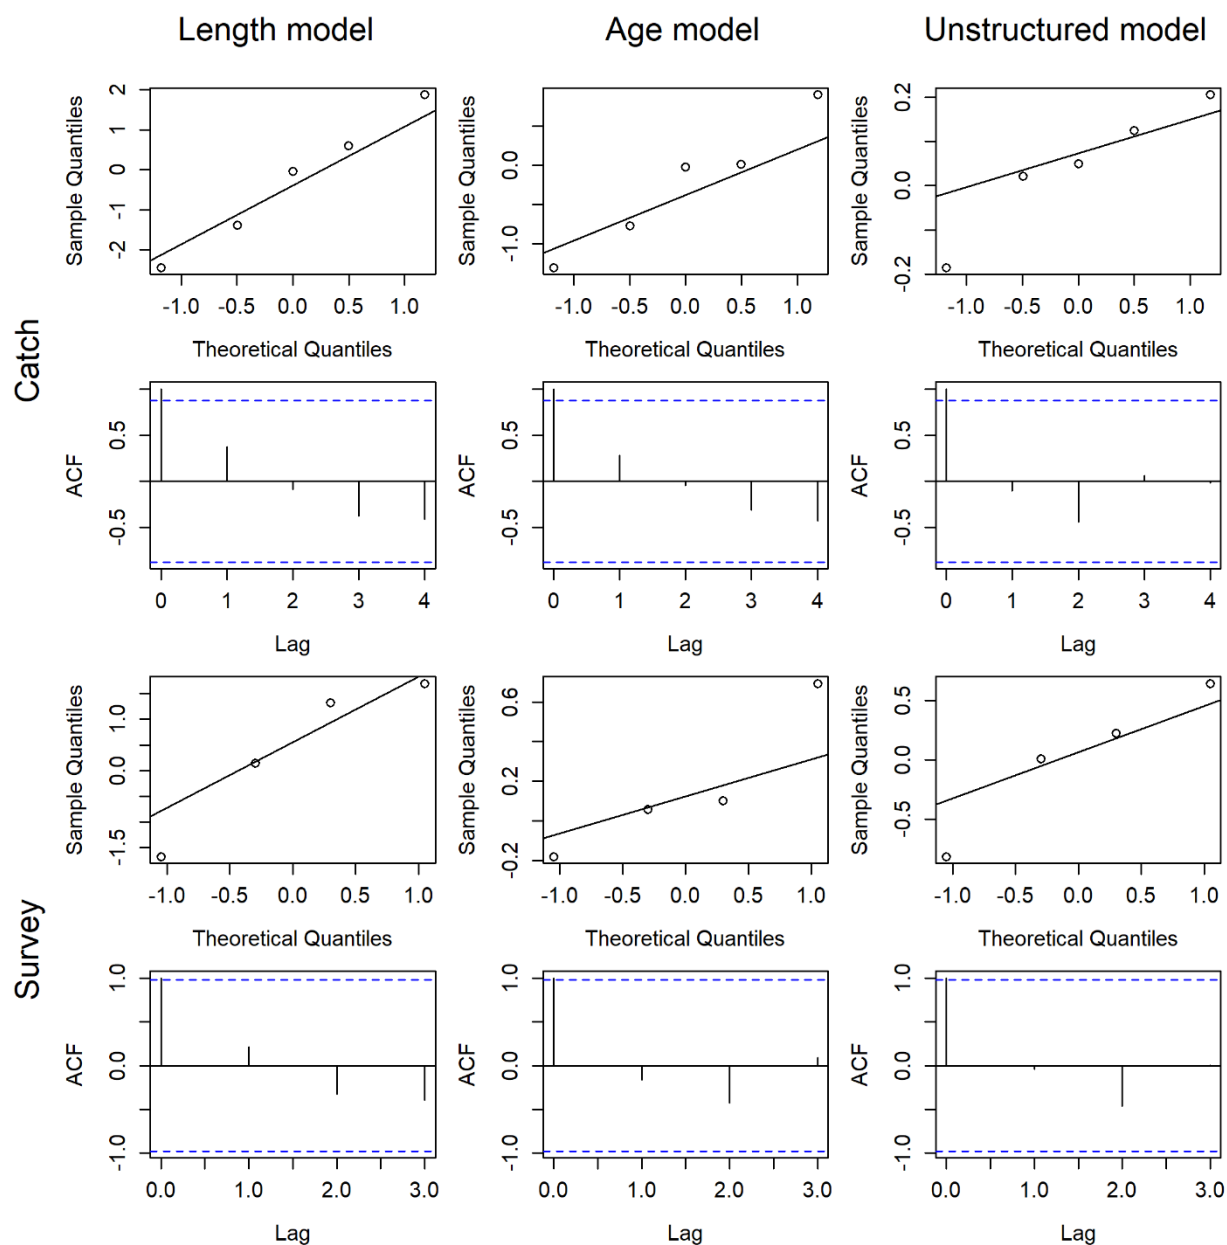 Length model Age model Unstructured model
Catch
Sample Quantiles
2
1
0
-1
-2
-1.0 -0.5 0.0 0.5 1.0
Theoretical Quantiles
Sample Quantiles
0.0
-1.0
-1.0 -0.5 0.0 0.5 1.0
Theoretical Quantiles
Sample Quantiles
0.2
0.0
-0.2
-1.0 -0.5 0.0 0.5 1.0
Theoretical Quantiles
ACF
0.5
-0.5
0 1 2 3 4
Lag
ACF
0.5
-0.5
0 1 2 3 4
Lag
ACF
0.5
-0.5
0 1 2 3 4
Lag
Survey
Sample Quantiles
1.0
0.0
-1.5
-1.0 -0.5 0.0 0.5 1.0
Theoretical Quantiles
Sample Quantiles
0.6
0.2
-0.2
-1.0 -0.5 0.0 0.5 1.0
Theoretical Quantiles
Sample Quantiles
0.5
0.0
-0.5
-1.0 -0.5 0.0 0.5 1.0
Theoretical Quantiles
ACF
1.0
0.0
-1.0
0.0 1.0 2.0 3.0
Lag
ACF
1.0
0.0
-1.0
0.0 1.0 2.0 3.0
Lag
ACF
1.0
0.0
-1.0
0.0 1.0 2.0 3.0
Lag